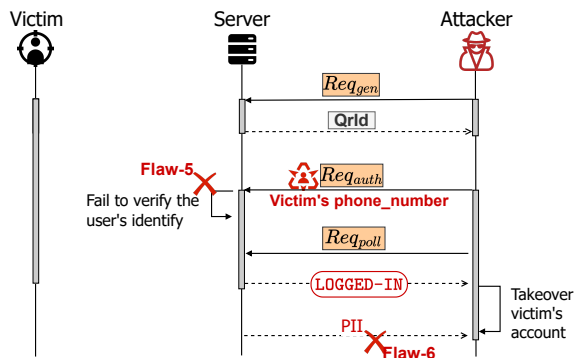 Victim
Server
Attacker
Req_gen
QrId
Flaw-5
Req_auth
Fail to verify the
user's identify
Victim's phone_number
Req_poll
LOGGED-IN
Takeover
victim's
account
PII
Flaw-6